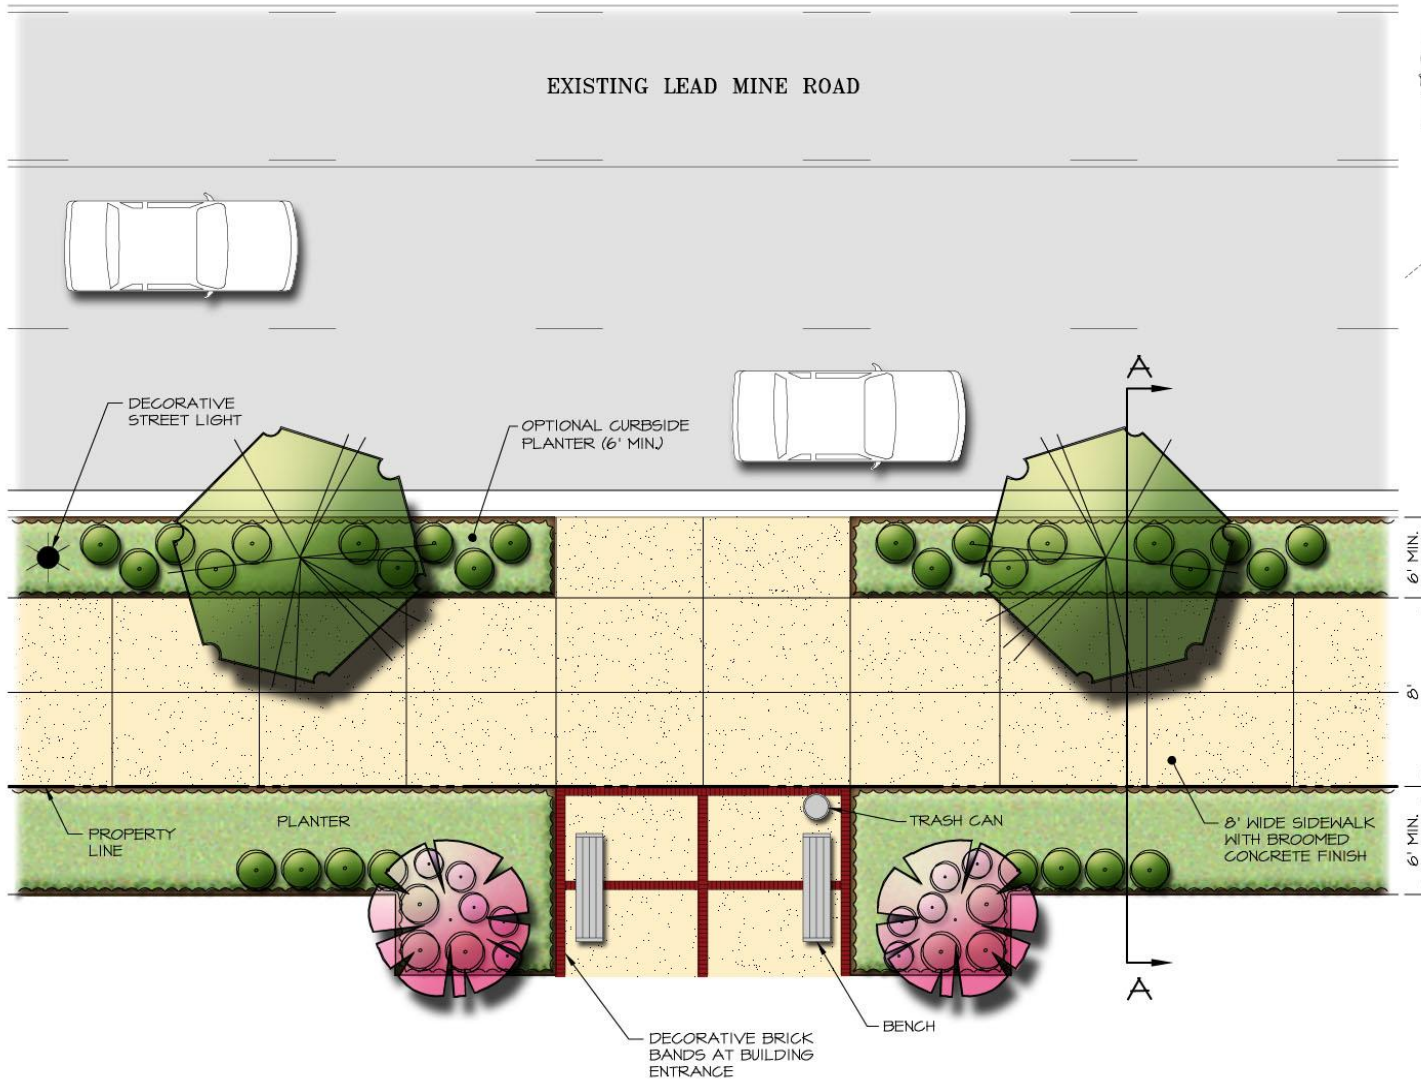 EXISTING LEAD MINE ROAD
A
DECORATIVE
STREET LIGHT
OPTIONAL CURBSIDE
PLANTER (6' MIN.)
6' MIN.
8'
PROPERTY
LINE
PLANTER
TRASH CAN
8' WIDE SIDEWALK
WITH BROOMED
CONCRETE FINISH
6' MIN.
A
BENCH
DECORATIVE BRICK
BANDS AT BUILDING
ENTRANCE